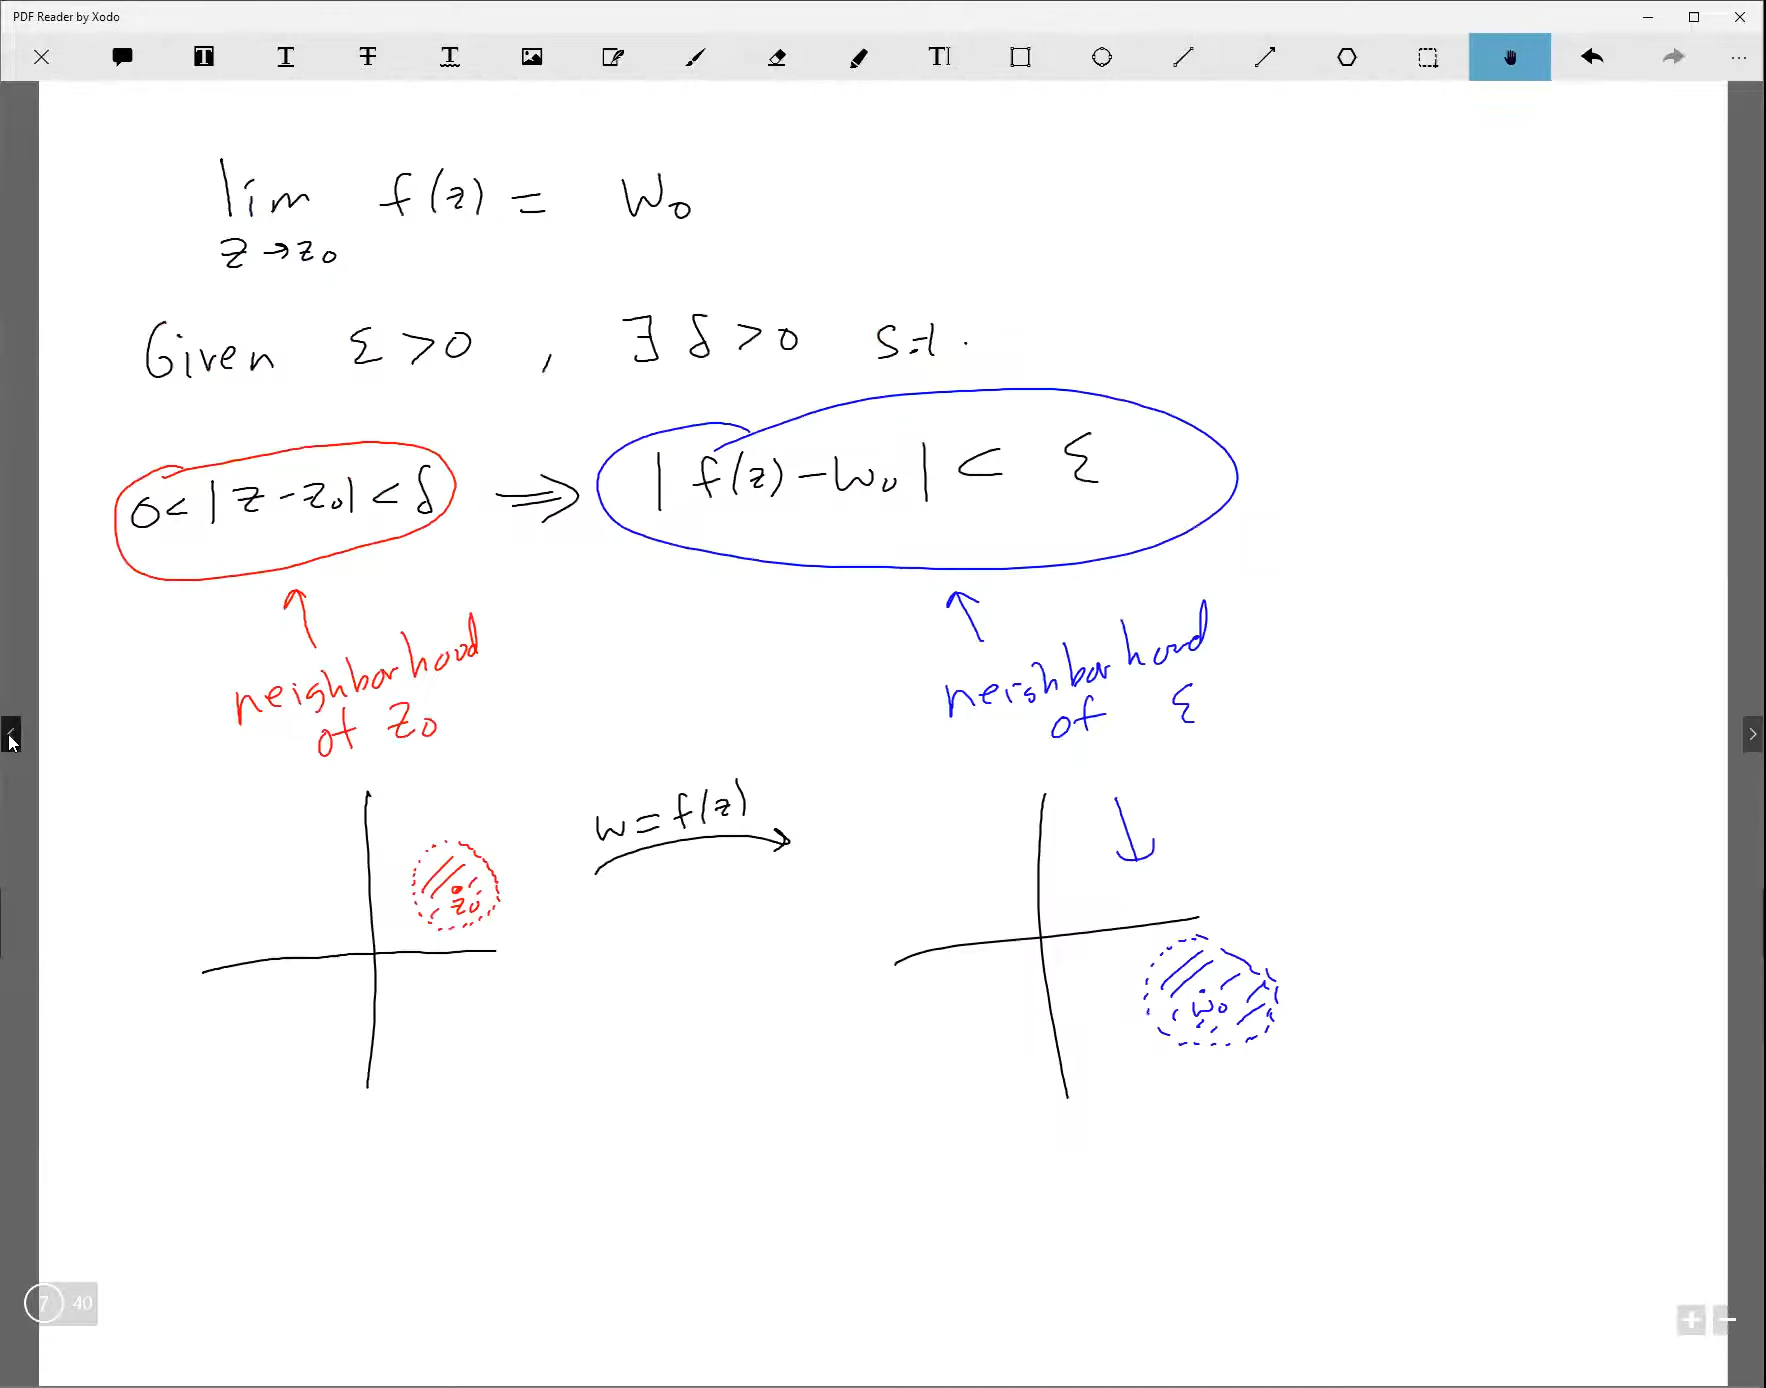 PDF Reader by Xodo
lim f(z) = w₀
z→z₀
Given ε>0 , ∃ δ>0 s.t.
0<|z-z₀|<δ ⟹ |f(z)-w₀| < ε
neighborhood
of z₀
neighborhood
of ε
w=f(z)
z₀
w₀
7 40